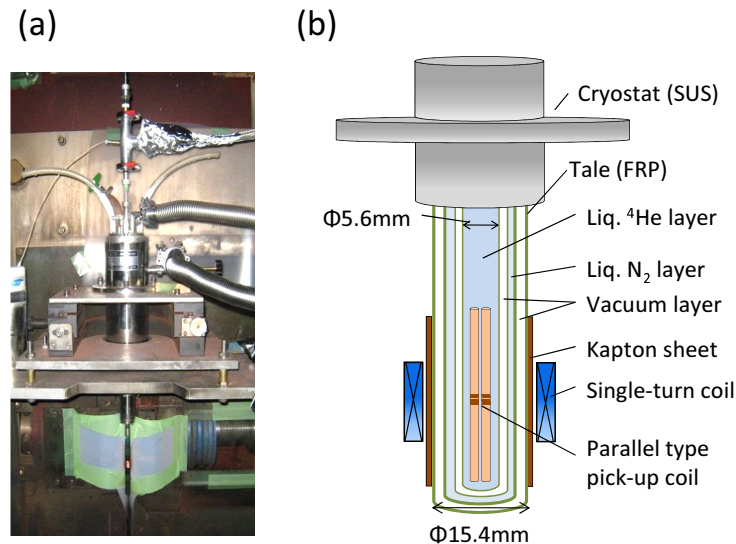 (a)
(b)
Cryostat (SUS)
Tale (FRP)
Φ5.6mm
Liq. ⁴He layer
Liq. N₂ layer
Vacuum layer
Kapton sheet
Single-turn coil
Parallel type
pick-up coil
Φ15.4mm